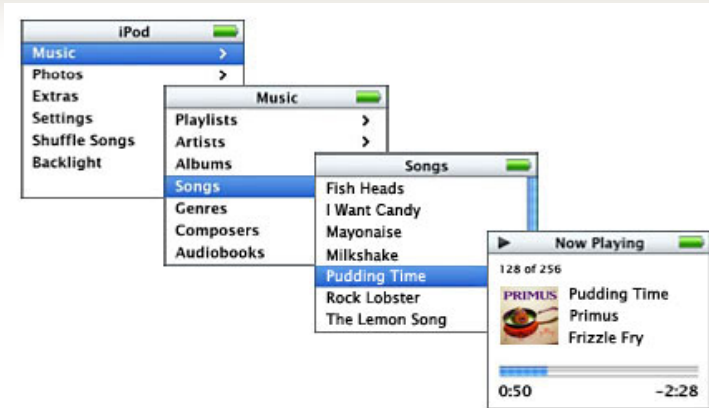 iPod
Music >
Photos >
Extras
Settings
Shuffle Songs
Backlight
Music
Playlists >
Artists >
Albums
Songs
Genres
Composers
Audiobooks
Songs
Fish Heads
I Want Candy
Mayonaise
Milkshake
Pudding Time
Rock Lobster
The Lemon Song
Now Playing
128 of 256
PRIMUS
Pudding Time
Primus
Frizzle Fry
0:50 -2:28